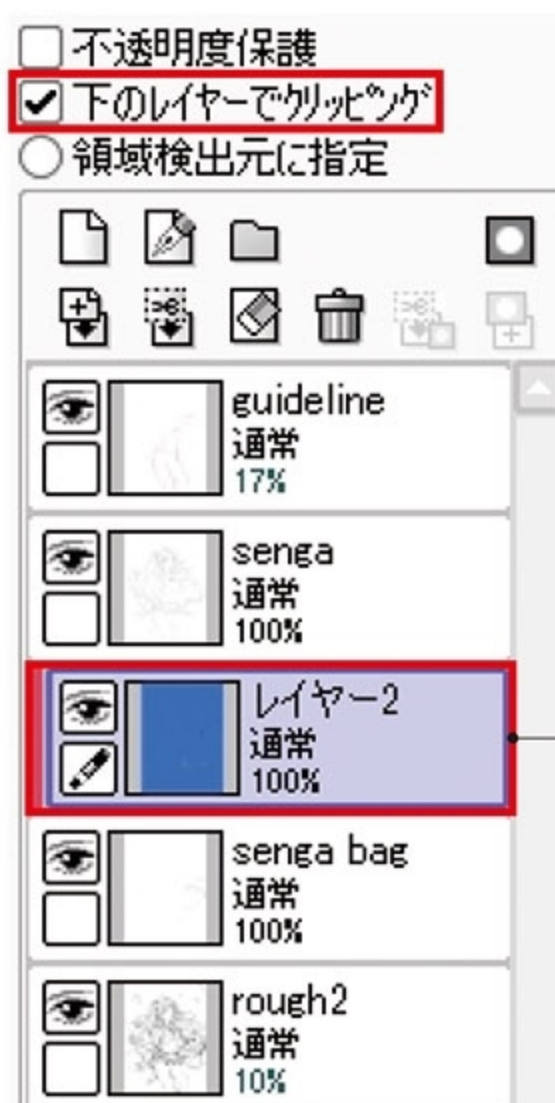 不透明度保護
下のレイヤーでクリッピング
領域検出元に指定
guideline
通常
17%
senga
通常
100%
レイヤー2
通常
100%
senga bag
通常
100%
rough2
通常
10%